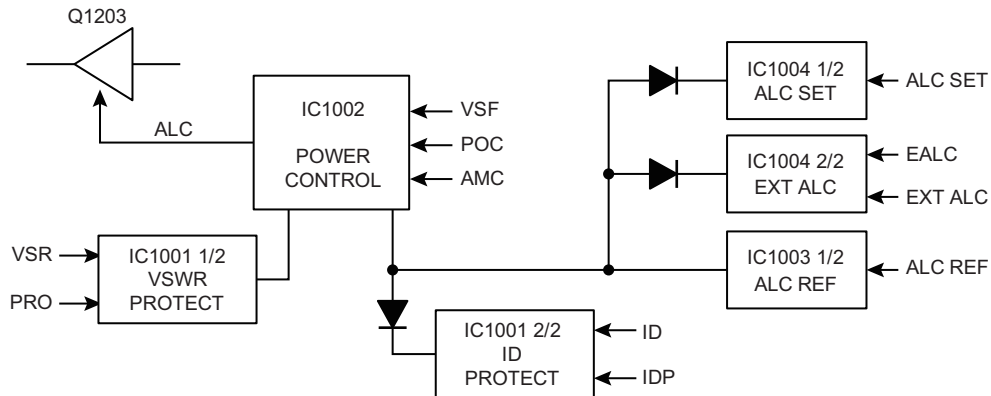 Q1203
ALC
IC1002
POWER
CONTROL
VSF
POC
AMC
IC1004 1/2
ALC SET
ALC SET
IC1004 2/2
EXT ALC
EALC
EXT ALC
VSR
PRO
IC1001 1/2
VSWR
PROTECT
IC1003 1/2
ALC REF
ALC REF
IC1001 2/2
ID
PROTECT
ID
IDP